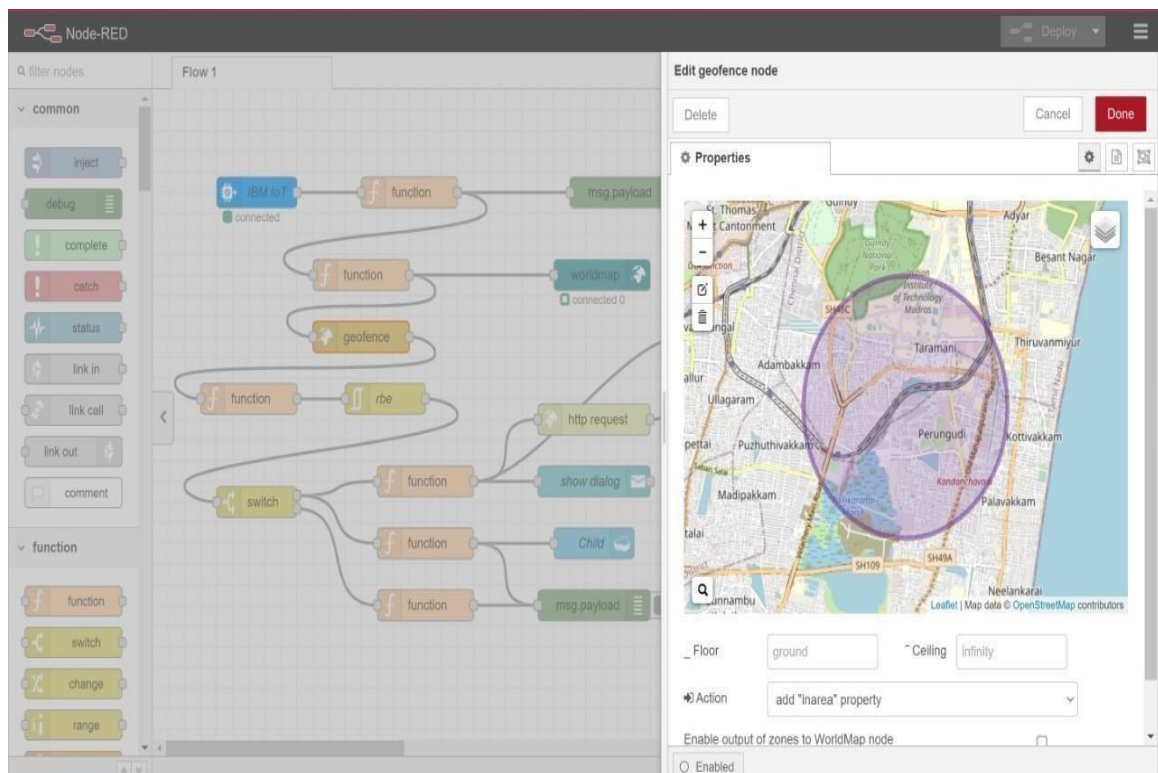 Node-RED
Deploy
filter nodes
Flow 1
Edit geofence node
Delete
Cancel
Done
Properties
common
inject
debug
complete
catch
status
link in
link call
link out
comment
function
function
switch
change
range
IBM IoT
connected
function
msg.payload
function
worldmap
connected 0
geofence
function
rbe
http request
switch
function
show dialog
function
Child
function
msg.payload
+
−
St. Thomas
Cantonment
Guindy
Adyar
Guindy
National
Park
Besant Nagar
Indian
Institute
of Technology
Madras
SH48C
Taramani
Thiruvanmiyur
Adambakkam
Ullagaram
Perungudi
Kottivakkam
Puzhuthivakkam
Kandanchavadi
Madipakkam
Palavakkam
SH109
SH49A
Neelankarai
Leaflet | Map data © OpenStreetMap contributors
Floor
ground
Ceiling
infinity
Action
add "inarea" property
Enable output of zones to WorldMap node
Enabled